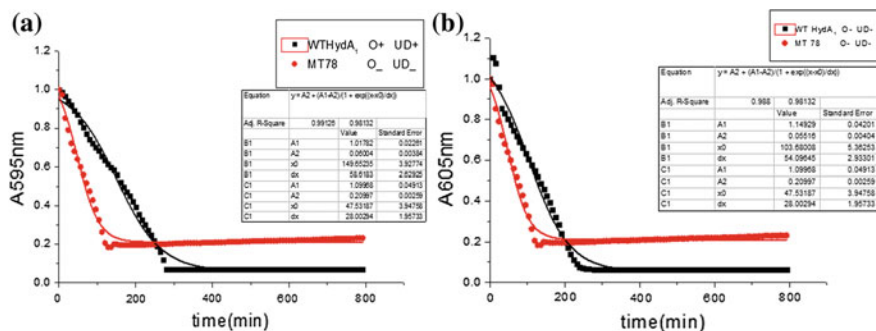 (a)
WTHydA₁ O+ UD+
MT78 O_ UD_
Equation y = A2 + (A1-A2)/(1 + exp((x-x0)/dx))
Adj. R-Square 0.99125 0.98132
Value Standard Error
B1 A1 1.01782 0.02261
B1 A2 0.06004 0.00384
B1 x0 149.65235 3.92774
B1 dx 58.6183 2.62925
C1 A1 1.09968 0.04913
C1 A2 0.20997 0.00259
C1 x0 47.53187 3.94758
C1 dx 28.00294 1.95733
A595nm
1.2
1.0
0.8
0.6
0.4
0.2
0.0
0 200 400 600 800
time(min)
(b)
WT HydA₁ O- UD-
MT 78 O- UD-
Equation y = A2 + (A1-A2)/(1 + exp((x-x0)/dx))
Adj. R-Square 0.988 0.98132
Value Standard Error
B1 A1 1.14929 0.04201
B1 A2 0.05516 0.00404
B1 x0 103.68008 5.36253
B1 dx 54.09645 2.93301
C1 A1 1.09968 0.04913
C1 A2 0.20997 0.00259
C1 x0 47.53187 3.94758
C1 dx 28.00294 1.95733
A605nm
1.2
1.0
0.8
0.6
0.4
0.2
0.0
0 200 400 600 800
time(min)